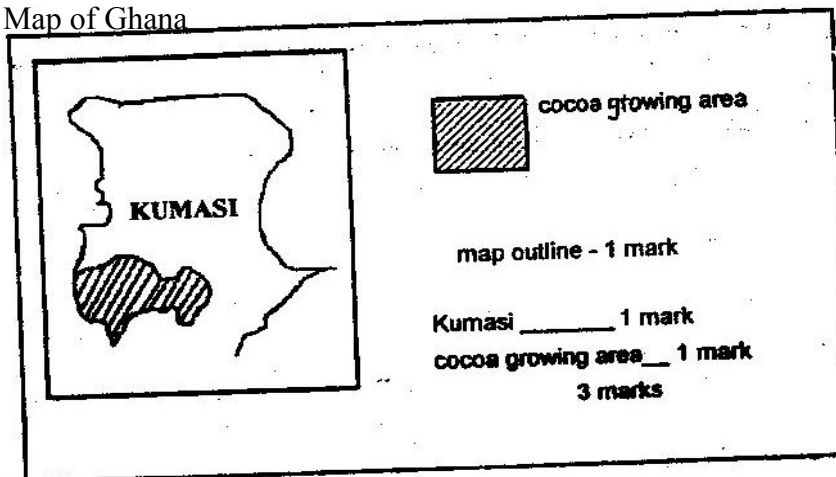 Map of Ghana
KUMASI
cocoa growing area
map outline - 1 mark
Kumasi ________ 1 mark
cocoa growing area__ 1 mark
3 marks